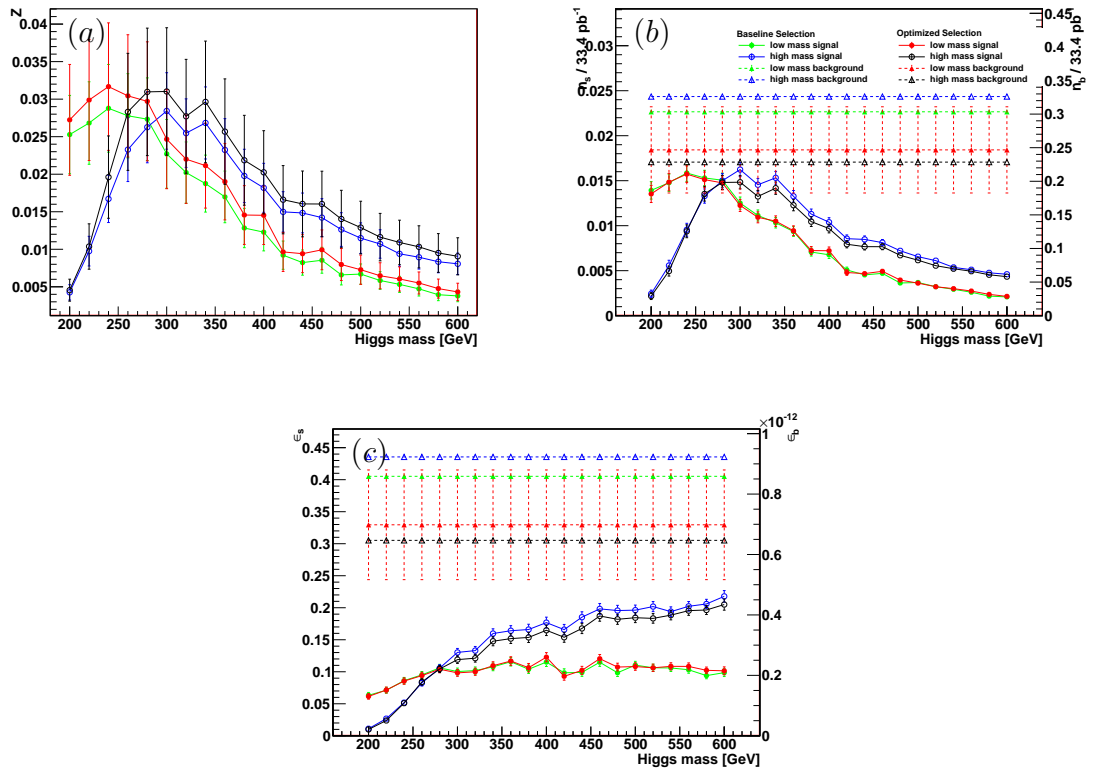 Z
(a)
0.04
0.035
0.03
0.025
0.02
0.015
0.01
0.005
200 250 300 350 400 450 500 550 600
Higgs mass [GeV]
n_s / 33.4 pb⁻¹
(b)
0.03
0.025
0.02
0.015
0.01
0.005
0
Baseline Selection
low mass signal
high mass signal
low mass background
high mass background
Optimized Selection
low mass signal
high mass signal
low mass background
high mass background
n_b / 33.4 pb
0.45
0.4
0.35
0.3
0.25
0.2
0.15
0.1
0.05
0
200 250 300 350 400 450 500 550 600
Higgs mass [GeV]
ϵ_s
(c)
0.45
0.4
0.35
0.3
0.25
0.2
0.15
0.1
0.05
0
×10⁻¹²
ϵ_b
1
0.8
0.6
0.4
0.2
0
200 250 300 350 400 450 500 550 600
Higgs mass [GeV]